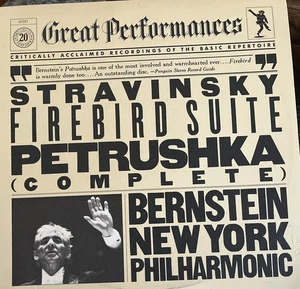 20
Great Performances
CRITICALLY ACCLAIMED RECORDINGS OF THE BASIC REPERTOIRE
"Bernstein's Petrushka is one of the most involved and warmhearted ever....Firebird
is warmly done too....An outstanding disc. —Penguin Stereo Record Guide"
STRAVINSKY
FIREBIRD SUITE
PETRUSHKA
(COMPLETE)
BERNSTEIN
NEW YORK
PHILHARMONIC